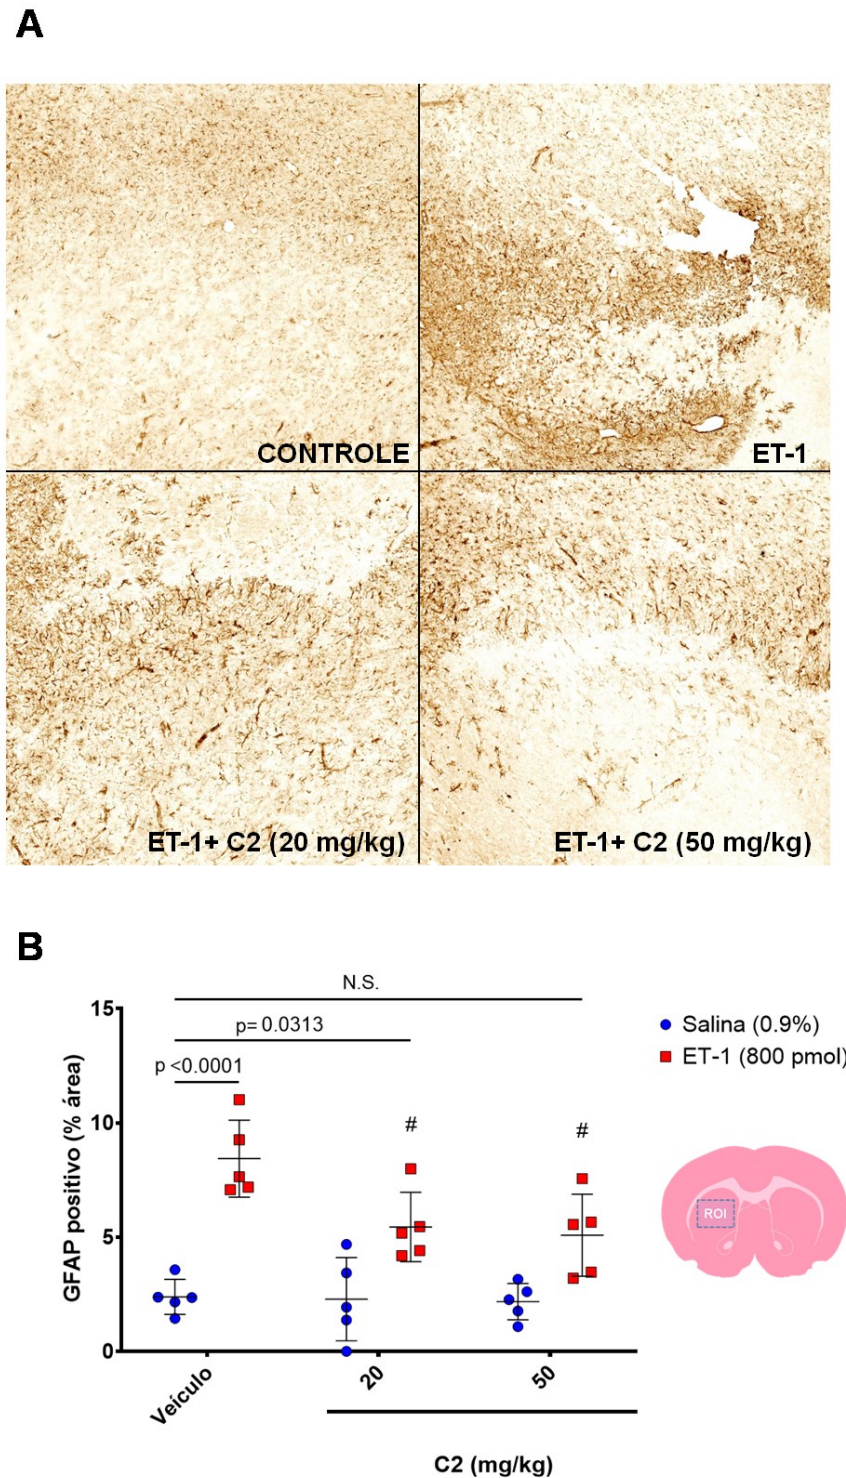 A
CONTROLE
ET-1
ET-1+ C2 (20 mg/kg)
ET-1+ C2 (50 mg/kg)
B
N.S.
p= 0.0313
p <0.0001
#
#
15
10
5
0
GFAP positivo (% área)
Salina (0.9%)
ET-1 (800 pmol)
ROI
Veículo
20
50
C2 (mg/kg)